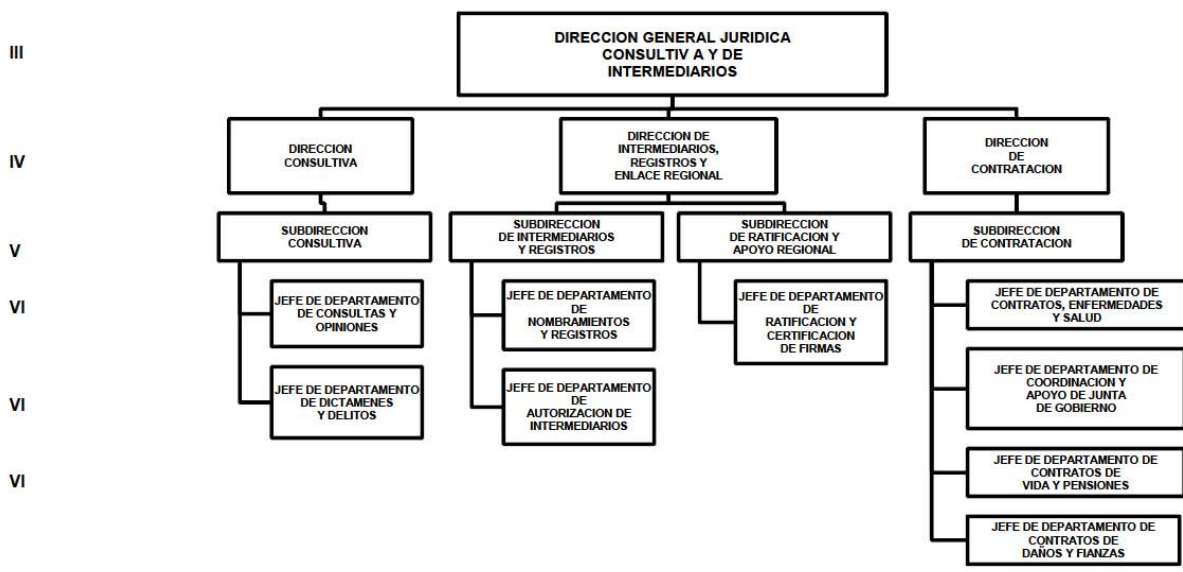 III
DIRECCION GENERAL JURIDICA
CONSULTIV A Y DE
INTERMEDIARIOS
IV
DIRECCION
CONSULTIVA
DIRECCION DE
INTERMEDIARIOS,
REGISTROS Y
ENLACE REGIONAL
DIRECCION
DE
CONTRATACION
V
SUBDIRECCION
CONSULTIVA
SUBDIRECCION
DE INTERMEDIARIOS
Y REGISTROS
SUBDIRECCION
DE RATIFICACION Y
APOYO REGIONAL
SUBDIRECCION
DE CONTRATACION
VI
JEFE DE DEPARTAMENTO
DE CONSULTAS Y
OPINIONES
JEFE DE DEPARTAMENTO
DE
NOMBRAMIENTOS
Y REGISTROS
JEFE DE DEPARTAMENTO
DE
RATIFICACION Y
CERTIFICACION
DE FIRMAS
JEFE DE DEPARTAMENTO DE
CONTRATOS, ENFERMEDADES
Y SALUD
VI
JEFE DE DEPARTAMENTO
DE DICTAMENES
Y DELITOS
JEFE DE DEPARTAMENTO
DE
AUTORIZACION DE
INTERMEDIARIOS
JEFE DE DEPARTAMENTO DE
COORDINACION Y
APOYO DE JUNTA
DE GOBIERNO
VI
JEFE DE DEPARTAMENTO DE
CONTRATOS DE
VIDA Y PENSIONES
JEFE DE DEPARTAMENTO DE
CONTRATOS DE
DAÑOS Y FIANZAS